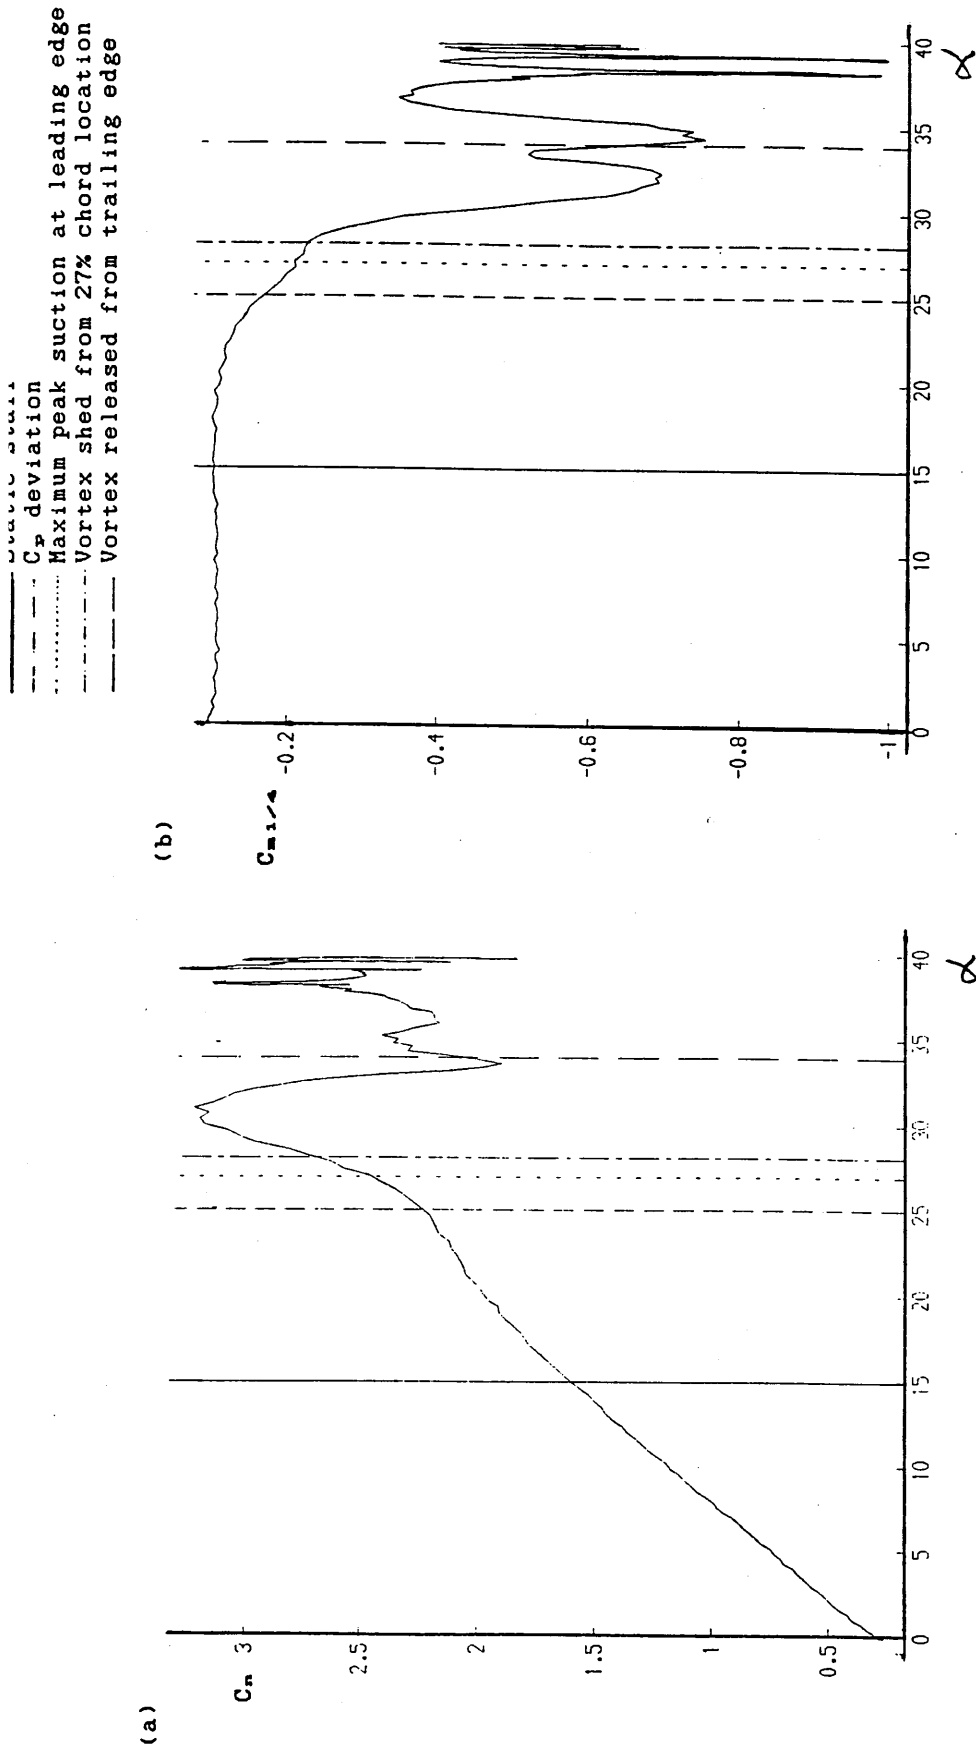 C_p deviation
Maximum peak suction at leading edge
Vortex shed from 27% chord location
Vortex released from trailing edge
(a)
C_n
3
2.5
2
1.5
1
0.5
0 5 10 15 20 25 30 35 40
α
(b)
C_m1/4
-0.2
-0.4
-0.6
-0.8
-1
0 5 10 15 20 25 30 35 40
α